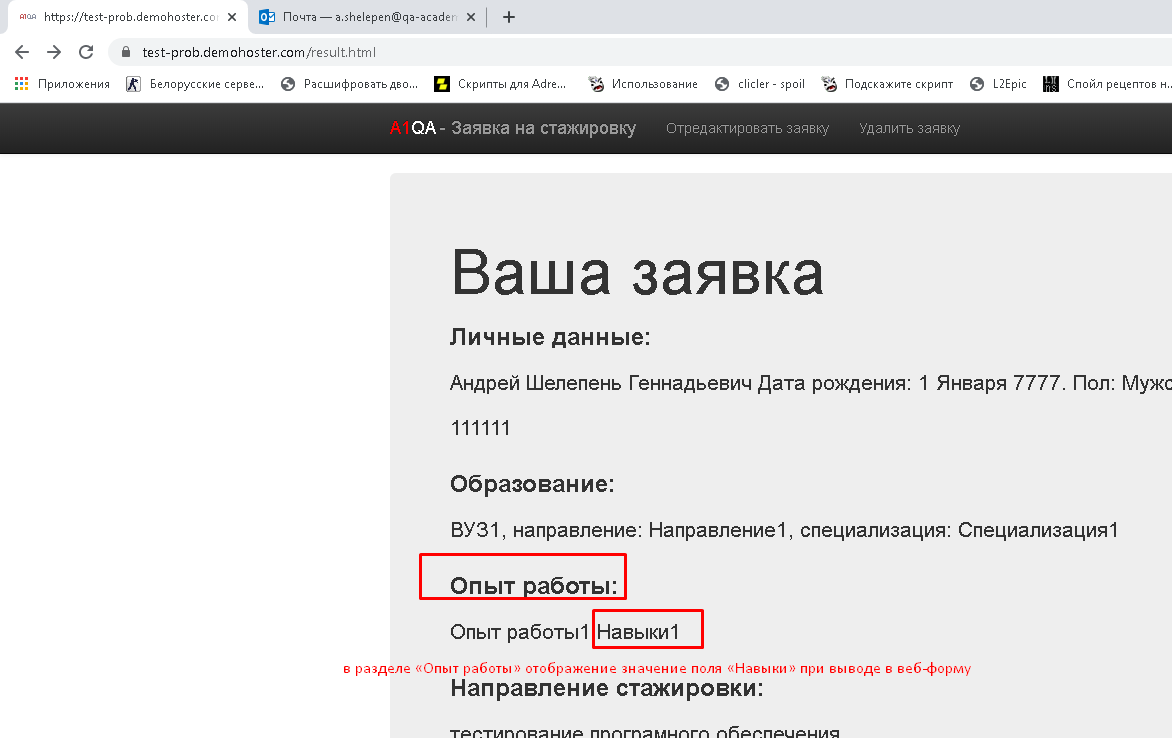 A1QA https://test-prob.demohoster.cor Почта — a.shelepen@qa-acaden
test-prob.demohoster.com/result.html
Приложения Белорусские серве... Расшифровать дво... Скрипты для Adre... Использование clicler - spoil Подскажите скрипт L2Epic Спойл рецептов н..
A1QA - Заявка на стажировку Отредактировать заявку Удалить заявку
Ваша заявка
Личные данные:
Андрей Шелепень Геннадьевич Дата рождения: 1 Января 7777. Пол: Мужс
111111
Образование:
ВУЗ1, направление: Направление1, специализация: Специализация1
Опыт работы:
Опыт работы1 Навыки1
в разделе «Опыт работы» отображение значение поля «Навыки» при выводе в веб-форму
Направление стажировки:
тестирование програмного обеспечения